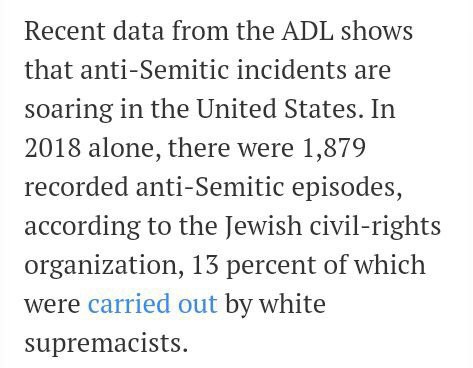 Recent data from the ADL shows
that anti-Semitic incidents are
soaring in the United States. In
2018 alone, there were 1,879
recorded anti-Semitic episodes,
according to the Jewish civil-rights
organization, 13 percent of which
were carried out by white
supremacists.